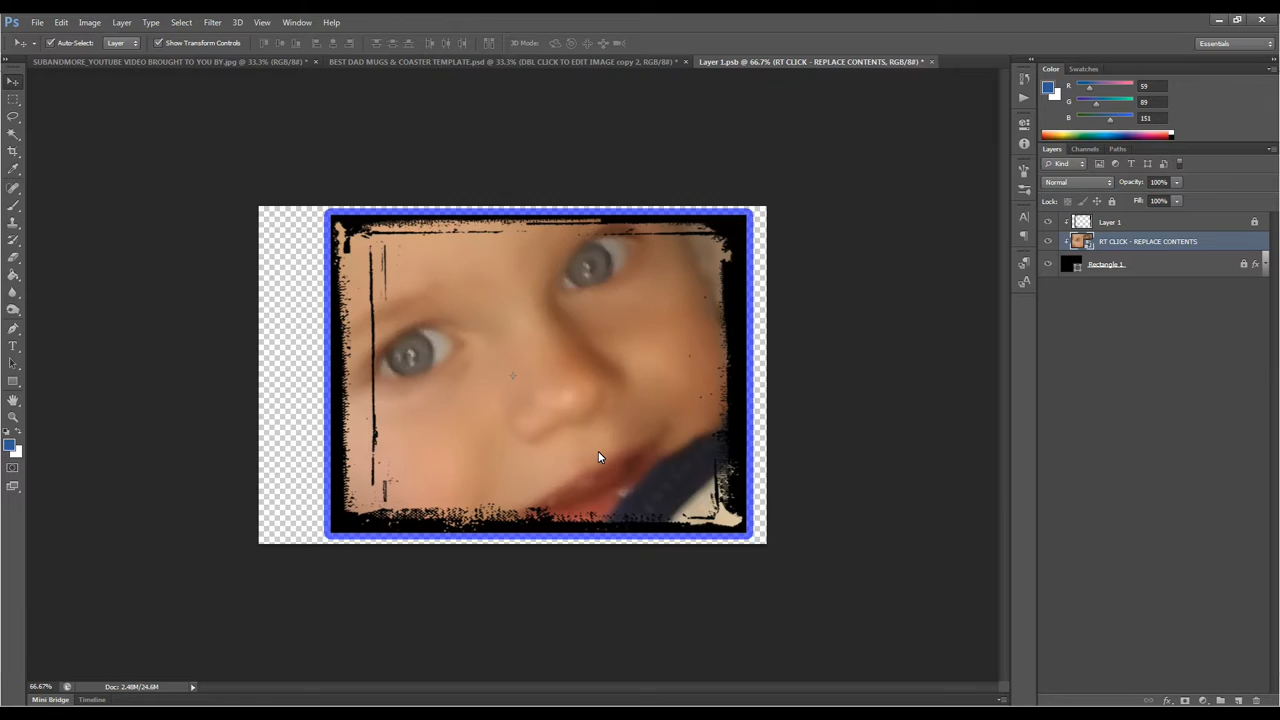 Ps File Edit Image Layer Type Select Filter 3D View Window Help
Auto-Select: Layer Show Transform Controls 3D Mode: Essentials
SUBANDMORE_YOUTUBE VIDEO BROUGHT TO YOU BY.jpg @ 33.3% (RGB/8#) * × BEST DAD MUGS & COASTER TEMPLATE.psd @ 33.3% (DBL CLICK TO EDIT IMAGE copy 2, RGB/8#) * × Layer 1.psb @ 66.7% (RT CLICK - REPLACE CONTENTS, RGB/8#) * ×
Color Swatches
R 59
G 89
B 151
Layers Channels Paths
Kind
Normal Opacity: 100%
Lock: Fill: 100%
Layer 1
RT CLICK - REPLACE CONTENTS
Rectangle 1 fx
66.67% Doc: 2.48M/24.6M
Mini Bridge Timeline